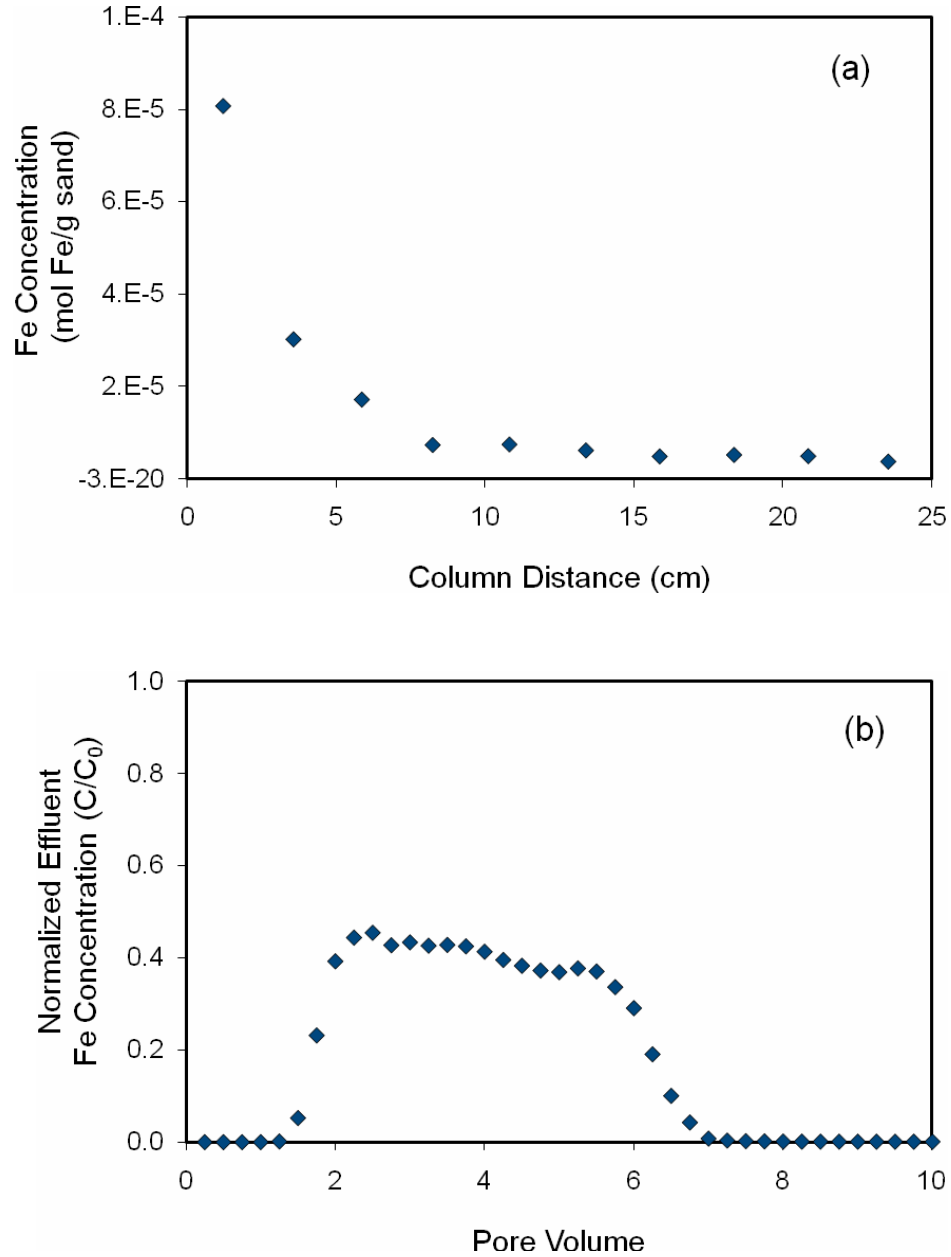 (a)
Fe Concentration
(mol Fe/g sand)
1.E-4
8.E-5
6.E-5
4.E-5
2.E-5
-3.E-20
0 5 10 15 20 25
Column Distance (cm)
(b)
Normalized Effluent
Fe Concentration (C/C₀)
1.0
0.8
0.6
0.4
0.2
0.0
0 2 4 6 8 10
Pore Volume